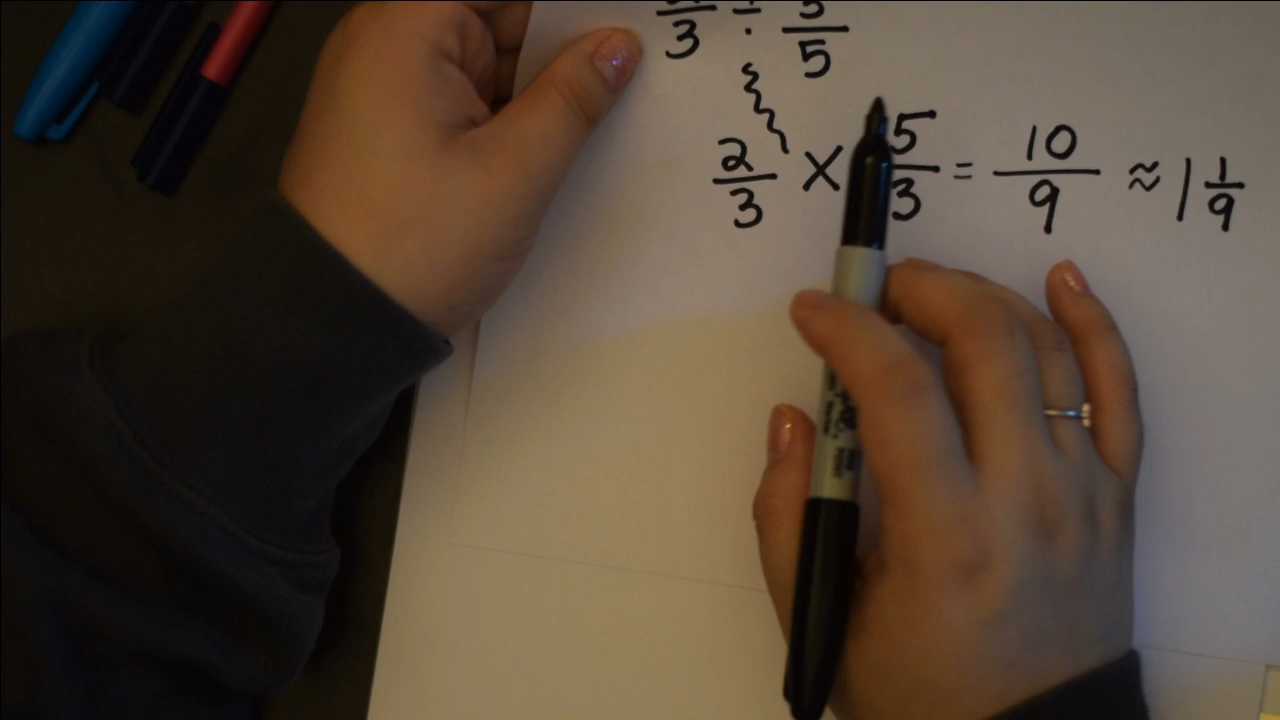 2/3 ÷ 3/5
2/3 × 5/3 = 10/9 ≈ 1 1/9